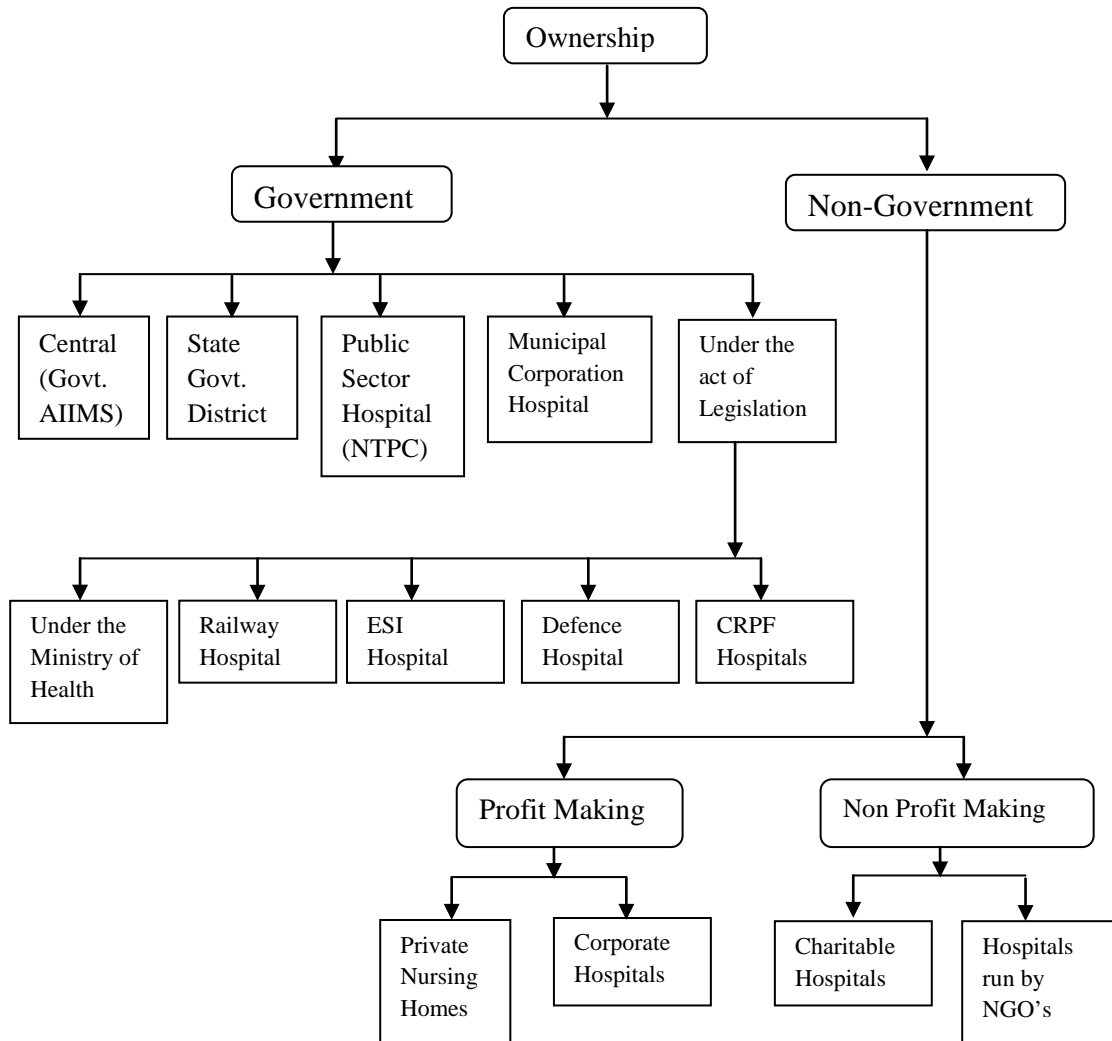 Ownership
Government
Non-Government
Central
(Govt.
AIIMS)
State
Govt.
District
Public
Sector
Hospital
(NTPC)
Municipal
Corporation
Hospital
Under the
act of
Legislation
Under the
Ministry of
Health
Railway
Hospital
ESI
Hospital
Defence
Hospital
CRPF
Hospitals
Profit Making
Non Profit Making
Private
Nursing
Homes
Corporate
Hospitals
Charitable
Hospitals
Hospitals
run by
NGO’s